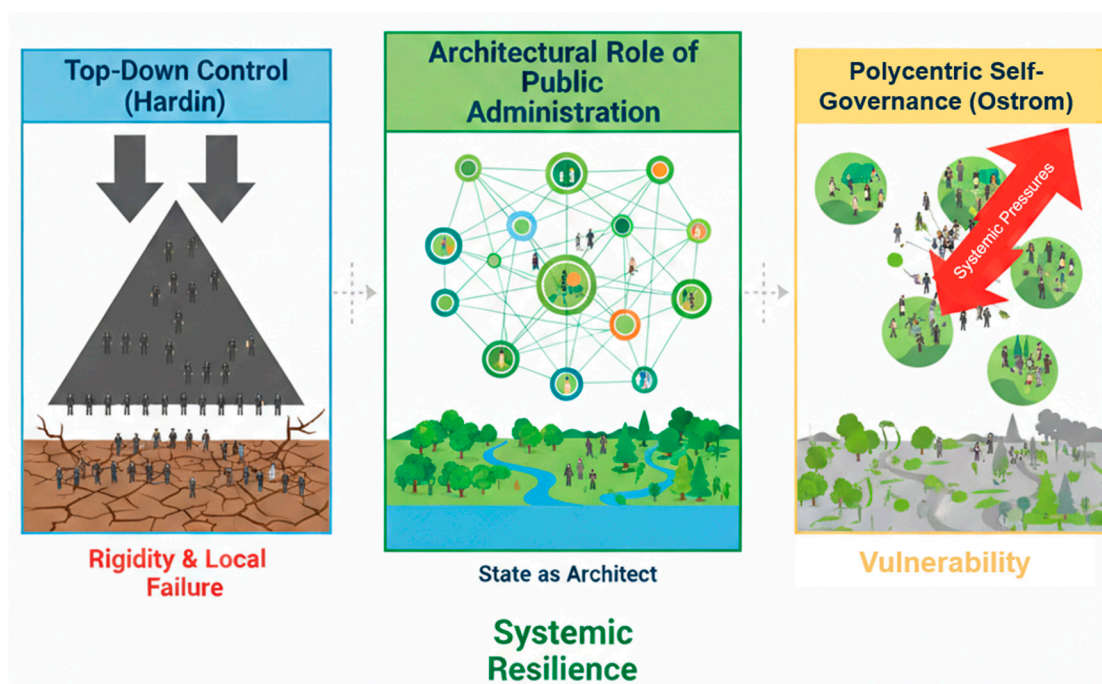 Top-Down Control
(Hardin)
Rigidity & Local
Failure
Architectural Role of
Public
Administration
State as Architect
Systemic
Resilience
Polycentric Self-
Governance (Ostrom)
Systemic Pressures
Vulnerability